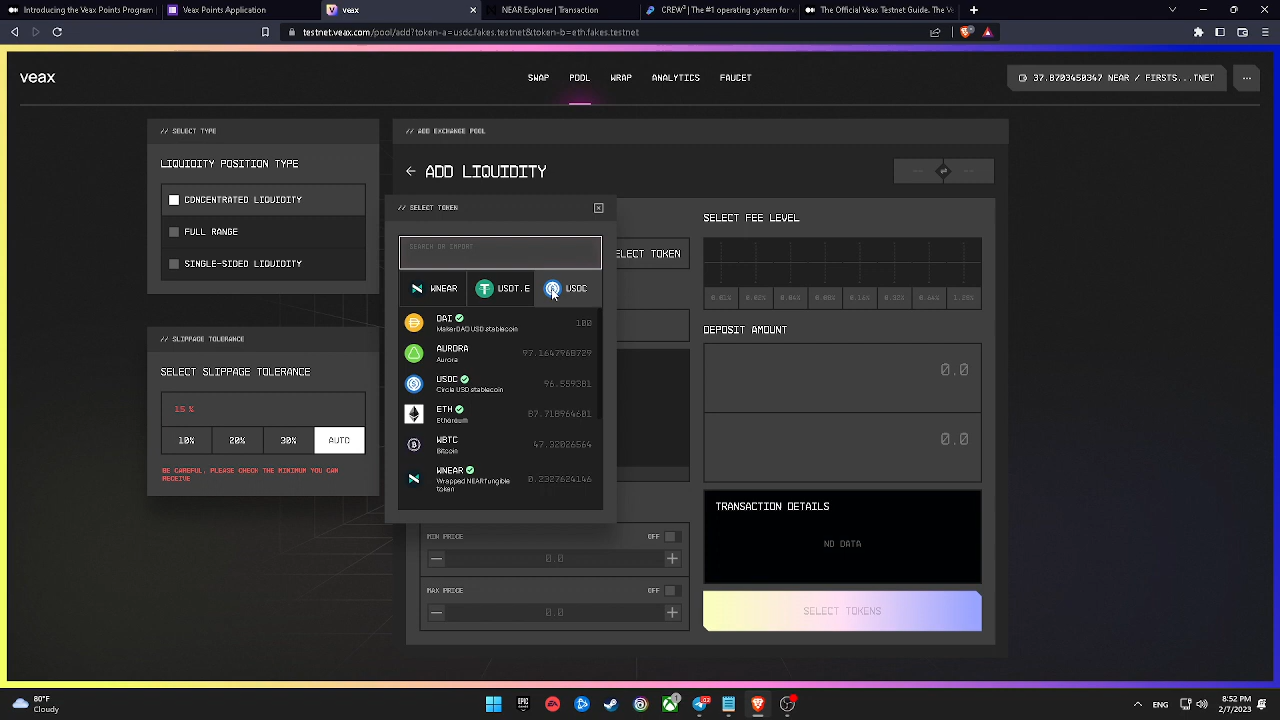 Introducing the Veax Points Program
Veax Points Application
Veax
NEAR Explorer | Transaction
CREW³ | The #1 operating system for v
The Official Veax Testnet Guide. The V
testnet.veax.com/pool/add?token-a=usdc.fakes.testnet&token-b=eth.fakes.testnet
veax
SWAP
POOL
WRAP
ANALYTICS
FAUCET
37.8703450347 NEAR / FIRSTS...TNET
...
// SELECT TYPE
LIQUIDITY POSITION TYPE
CONCENTRATED LIQUIDITY
FULL RANGE
SINGLE-SIDED LIQUIDITY
// SLIPPAGE TOLERANCE
SELECT SLIPPAGE TOLERANCE
15 %
10% 20% 30% AUTO
BE CAREFUL, PLEASE CHECK THE MINIMUM YOU CAN
RECEIVE
// ADD EXCHANGE POOL
← ADD LIQUIDITY
-- --
// SELECT TOKEN
SEARCH OR IMPORT
WNEAR USDT.E USDC
DAI 100
MakerDAO USD stablecoin
AURORA 97.1647968729
Aurora
USDC 96.559381
Circle USD stablecoin
ETH 87.718964601
Ethereum
WBTC 47.32026564
Bitcoin
WNEAR 0.2327624146
Wrapped NEAR fungible
token
ELECT TOKEN
MIN PRICE OFF
— 0.0 +
MAX PRICE OFF
— 0.0 +
SELECT FEE LEVEL
0.01% 0.02% 0.04% 0.08% 0.16% 0.32% 0.64% 1.28%
DEPOSIT AMOUNT
0.0
0.0
TRANSACTION DETAILS
NO DATA
SELECT TOKENS
80°F
Cloudy
ENG
8:52 PM
2/7/2023